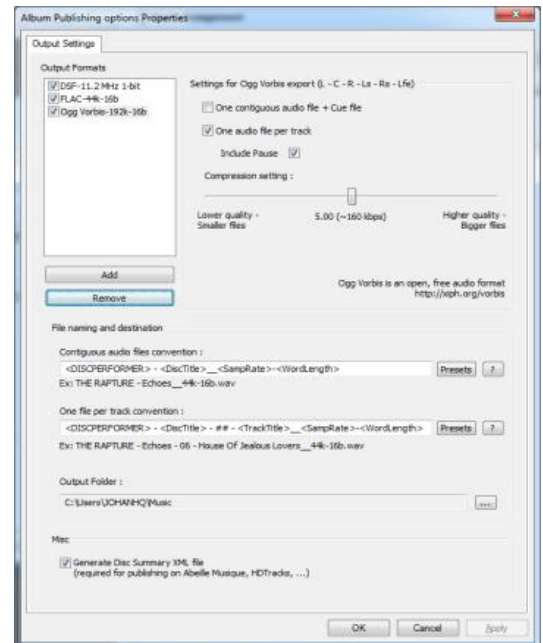 Album Publishing options Properties
Output Settings
Output Formats
DSF-11.2 MHz 1-bit
FLAC-44k-16b
Ogg Vorbis-192k-16b
Add
Remove
Settings for Ogg Vorbis export (L - C - R - Ls - Rs - Lfe)
One contiguous audio file + Cue file
One audio file per track
Include Pause
Compression setting :
Lower quality -
Smaller files
5.00 (~160 kbps)
Higher quality -
Bigger files
Ogg Vorbis is an open, free audio format
http://xiph.org/vorbis
File naming and destination
Contiguous audio files convention :
<DISCPERFORMER> - <DiscTitle>__<SampRate>-<WordLength>
Presets
?
Ex: THE RAPTURE - Echoes__44k-16b.wav
One file per track convention :
<DISCPERFORMER> - <DiscTitle> - ## - <TrackTitle>__<SampRate>-<WordLength>
Presets
?
Ex: THE RAPTURE - Echoes - 06 - House Of Jealous Lovers__44k-16b.wav
Output Folder :
C:\Users\JOHANHQ\Music
....
Misc
Generate Disc Summary XML file
(required for publishing on Abeille Musique, HDTracks, ...)
OK
Cancel
Apply